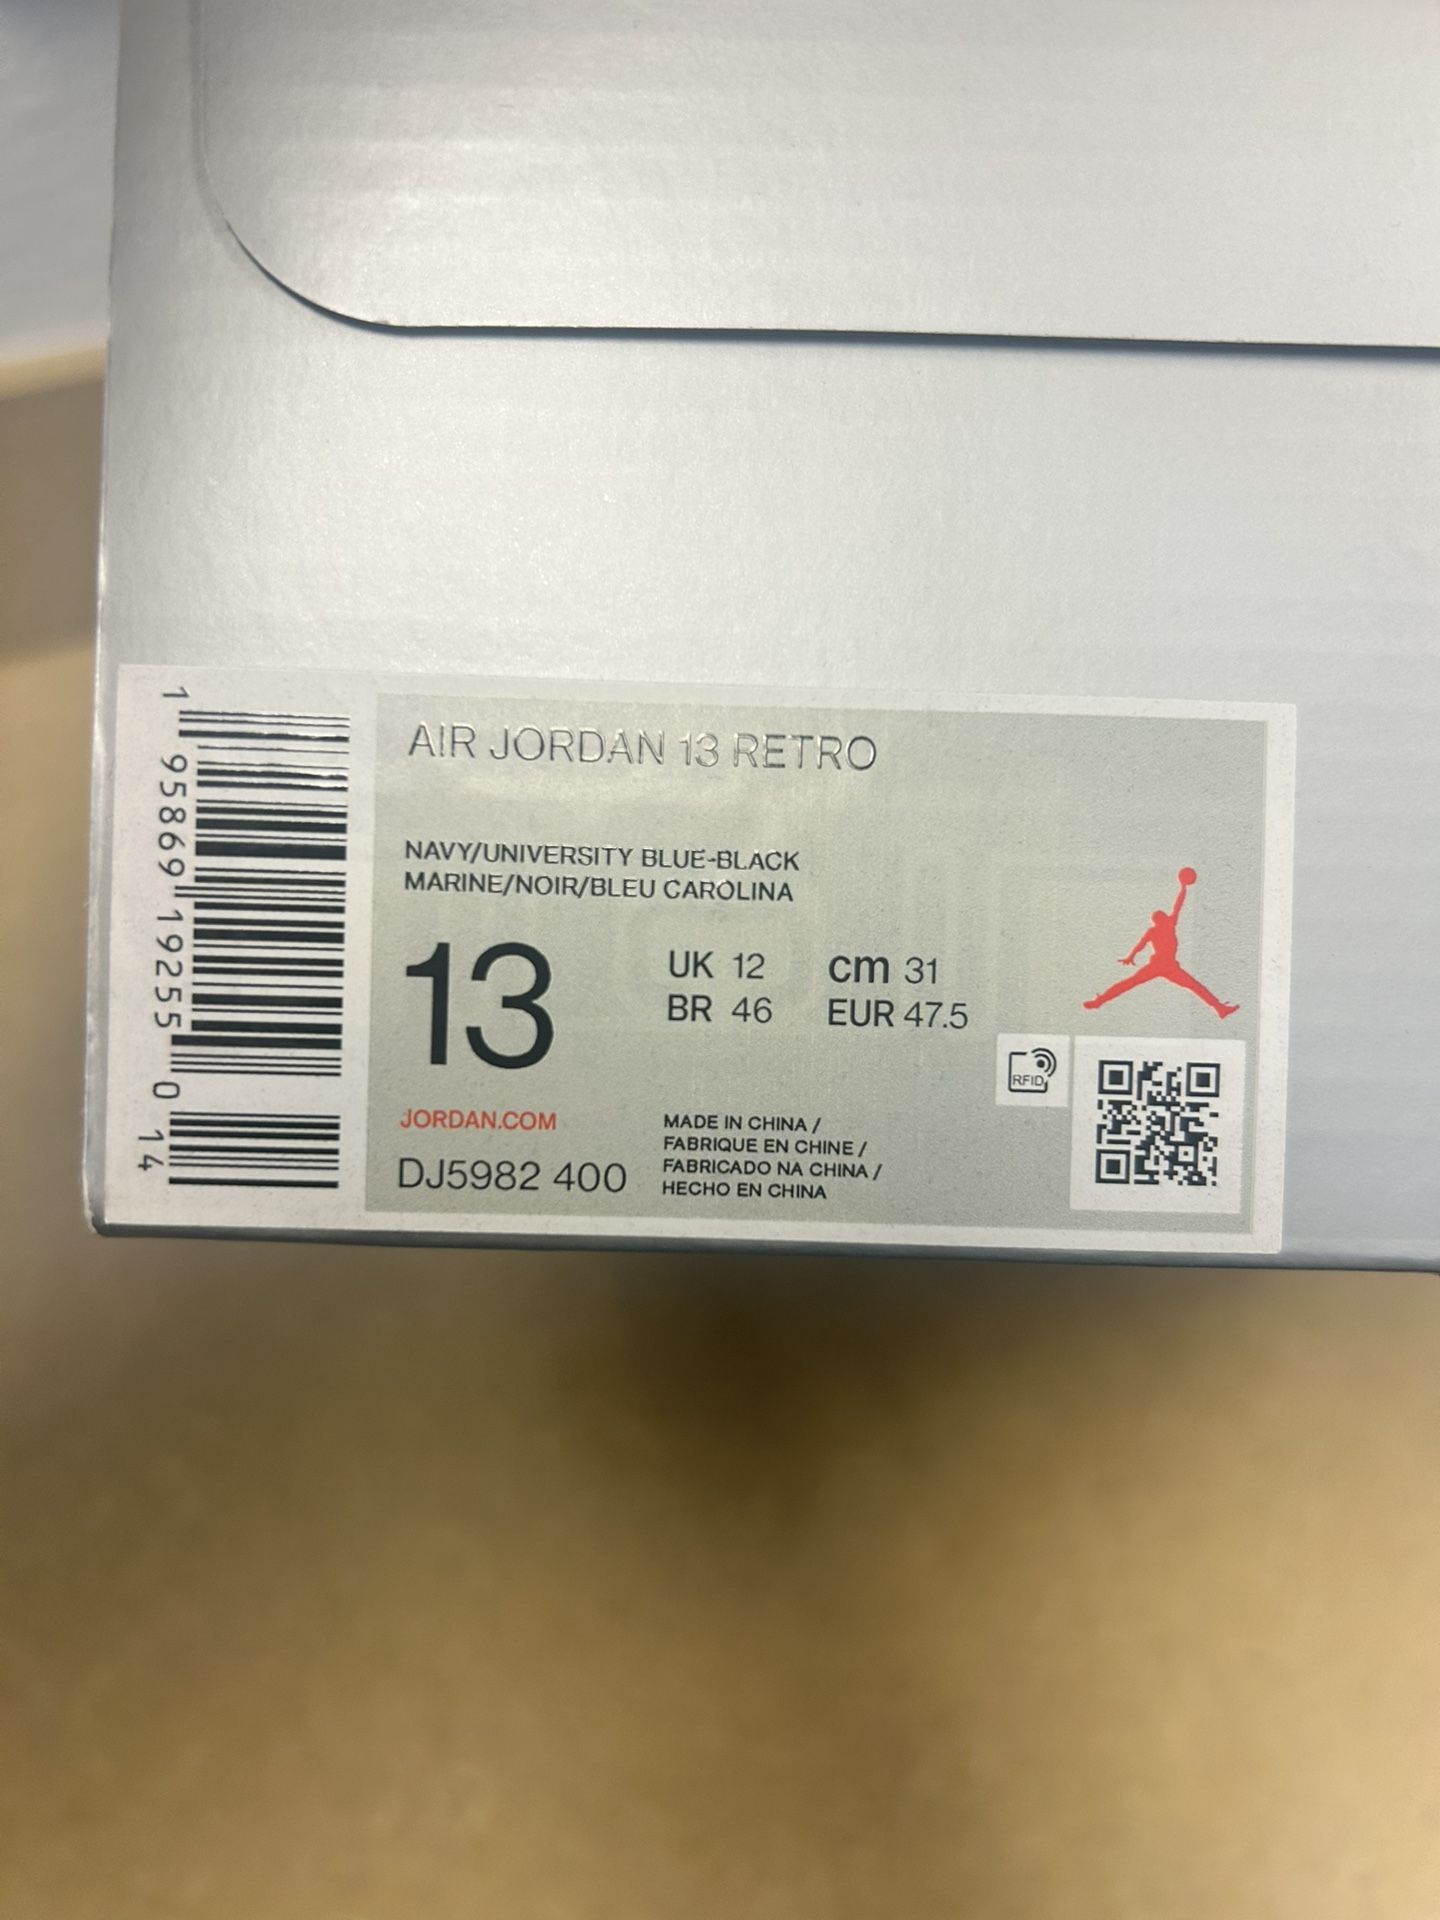 1 95869 19255 0 14
AIR JORDAN 13 RETRO
NAVY/UNIVERSITY BLUE-BLACK
MARINE/NOIR/BLEU CAROLINA
13
UK 12 cm 31
BR 46 EUR 47.5
RFID
JORDAN.COM
DJ5982 400
MADE IN CHINA /
FABRIQUE EN CHINE /
FABRICADO NA CHINA /
HECHO EN CHINA